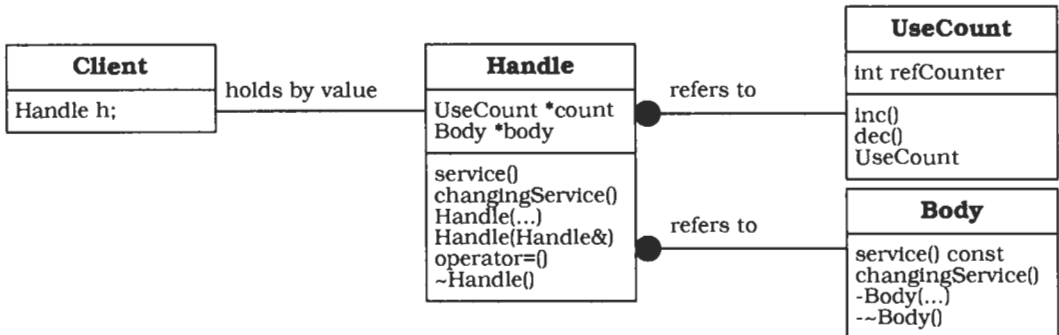 Client
Handle h;
holds by value
Handle
UseCount *count
Body *body
service()
changingService()
Handle(...)
Handle(Handle&)
operator=()
~Handle()
refers to
refers to
UseCount
int refCounter
inc()
dec()
UseCount
Body
service() const
changingService()
-Body(...)
-~Body()